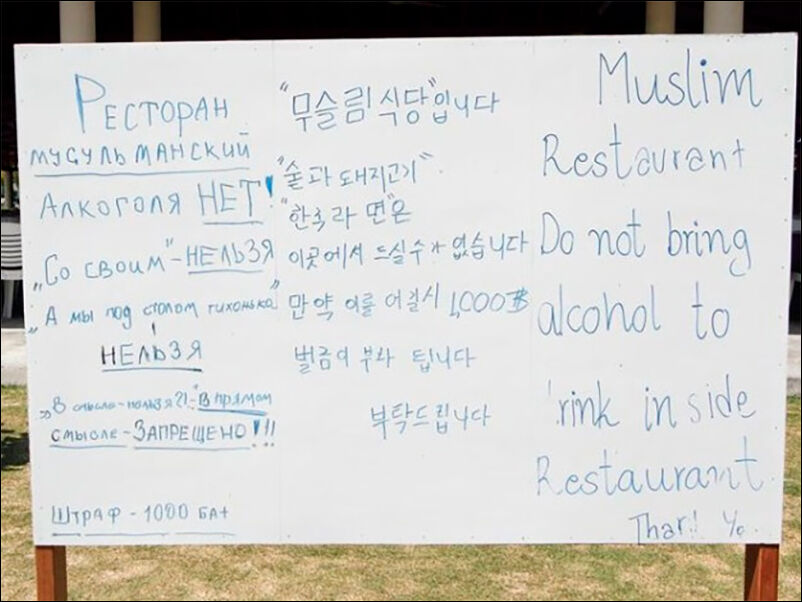 Ресторан
мусульманский
Алкоголя НЕТ!
„Со своим" - НЕЛЬЗЯ
„А мы под столом тихонько"
НЕЛЬЗЯ
„В смысле - нельзя?!" - В прямом
смысле - ЗАПРЕЩЕНО!!!
Штраф - 1000 бат
"무슬림 식당"입니다
"술과 돼지고기"
"한측라면"은
이곳에서 드실수가 없습니다
만약 이를 어길시 1,000฿
벌금이 부과 됩니다
부탁드립니다
Muslim
Restaurant
Do not bring
alcohol to
rink in side
Restaurant